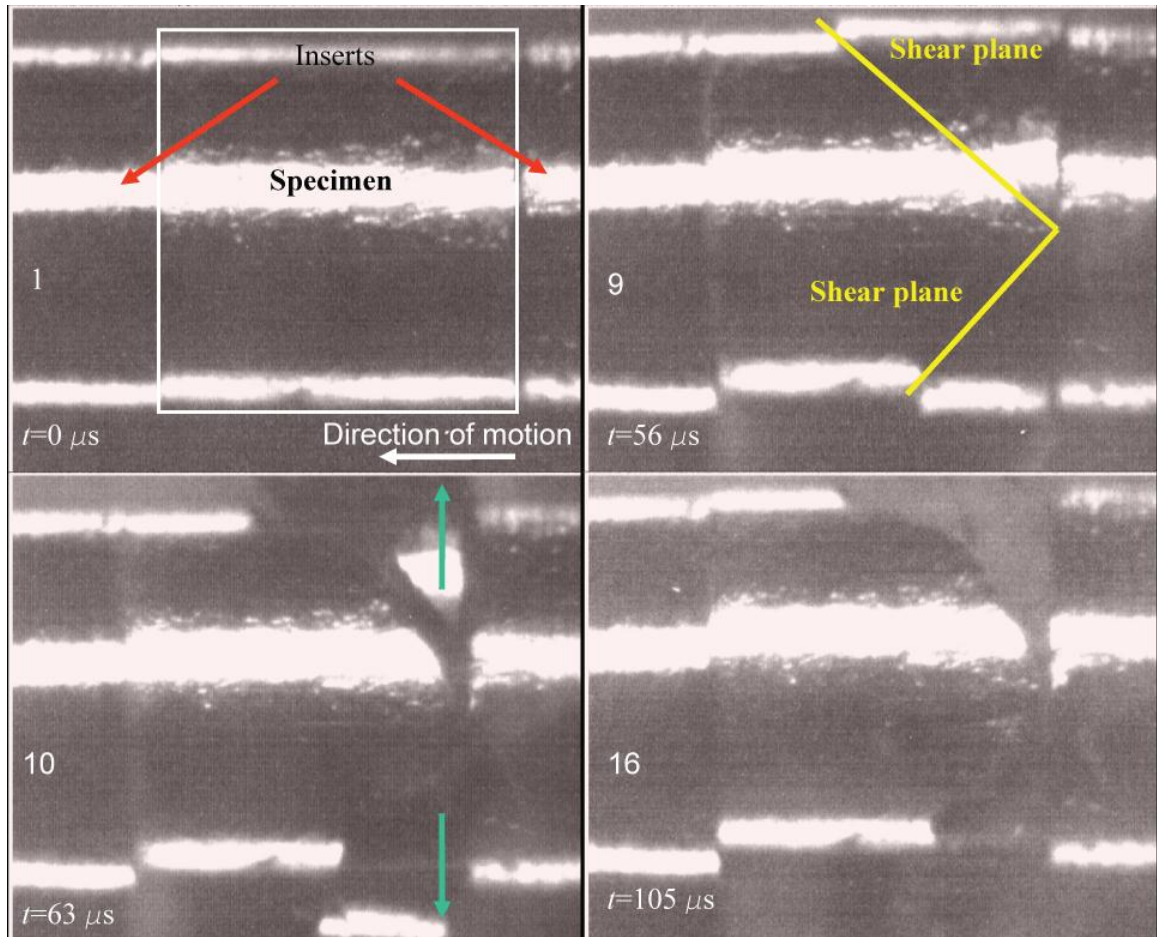 Inserts
Specimen
1
t=0 μs
Direction of motion
Shear plane
9
Shear plane
t=56 μs
10
t=63 μs
16
t=105 μs